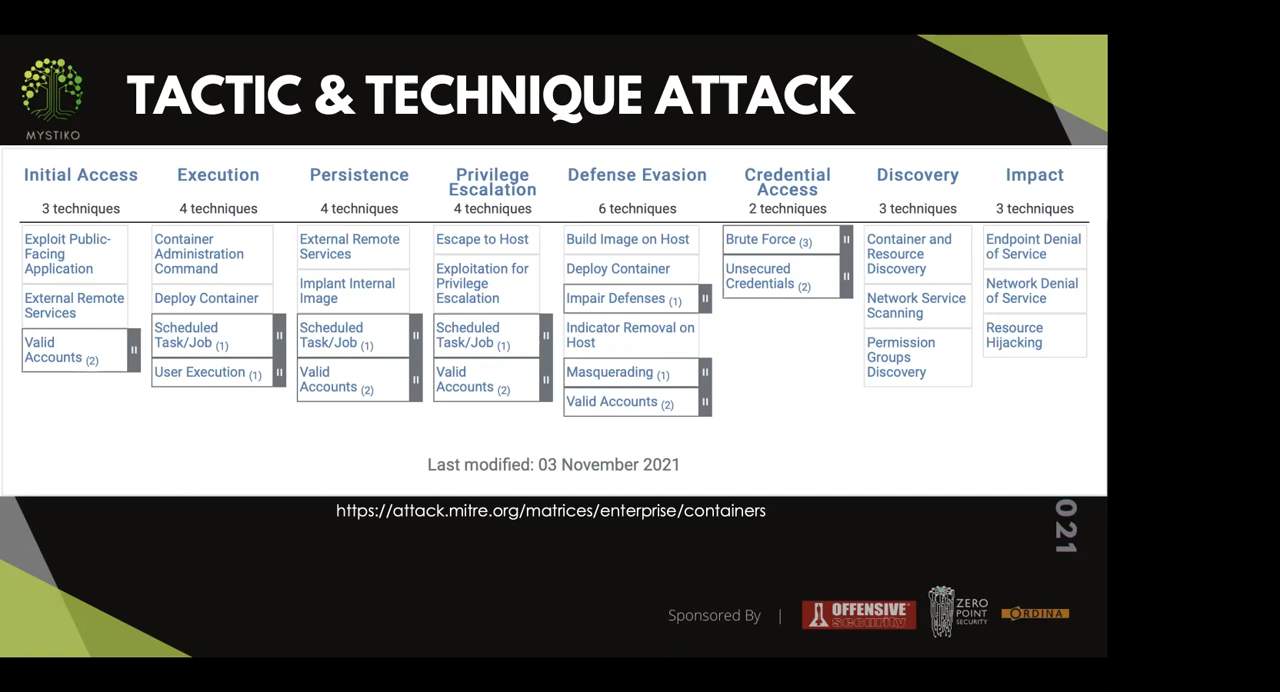 MYSTIKO
TACTIC & TECHNIQUE ATTACK
Initial Access
3 techniques
Exploit Public-
Facing
Application
External Remote
Services
Valid
Accounts (2)
Execution
4 techniques
Container
Administration
Command
Deploy Container
Scheduled
Task/Job (1)
User Execution (1)
Persistence
4 techniques
External Remote
Services
Implant Internal
Image
Scheduled
Task/Job (1)
Valid
Accounts (2)
Privilege
Escalation
4 techniques
Escape to Host
Exploitation for
Privilege
Escalation
Scheduled
Task/Job (1)
Valid
Accounts (2)
Defense Evasion
6 techniques
Build Image on Host
Deploy Container
Impair Defenses (1)
Indicator Removal on
Host
Masquerading (1)
Valid Accounts (2)
Credential
Access
2 techniques
Brute Force (3)
Unsecured
Credentials (2)
Discovery
3 techniques
Container and
Resource
Discovery
Network Service
Scanning
Permission
Groups
Discovery
Impact
3 techniques
Endpoint Denial
of Service
Network Denial
of Service
Resource
Hijacking
Last modified: 03 November 2021
https://attack.mitre.org/matrices/enterprise/containers
021
Sponsored By |
OFFENSIVE
security
ZERO
POINT
SECURITY
ORDINA